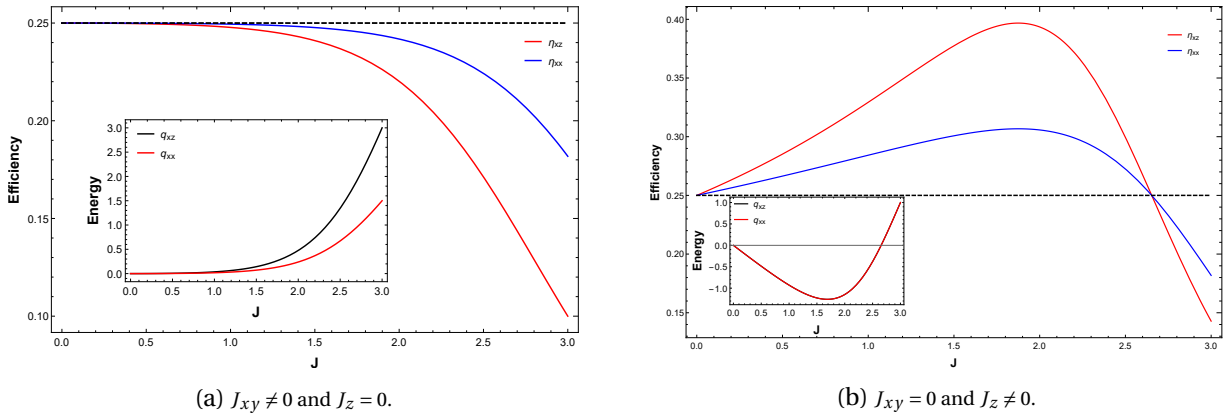 0.25
0.20
0.15
0.10
Efficiency
η_xz
η_xx
3.0
2.5
2.0
1.5
1.0
0.5
0.0
Energy
q_xz
q_xx
0.0 0.5 1.0 1.5 2.0 2.5 3.0
J
0.0 0.5 1.0 1.5 2.0 2.5 3.0
J
(a) J_xy ≠ 0 and J_z = 0.
0.40
0.35
0.30
0.25
0.20
0.15
Efficiency
η_xz
η_xx
1.0
0.5
0.0
-0.5
-1.0
Energy
q_xz
q_xx
0.0 0.5 1.0 1.5 2.0 2.5 3.0
J
0.0 0.5 1.0 1.5 2.0 2.5 3.0
J
(b) J_xy = 0 and J_z ≠ 0.